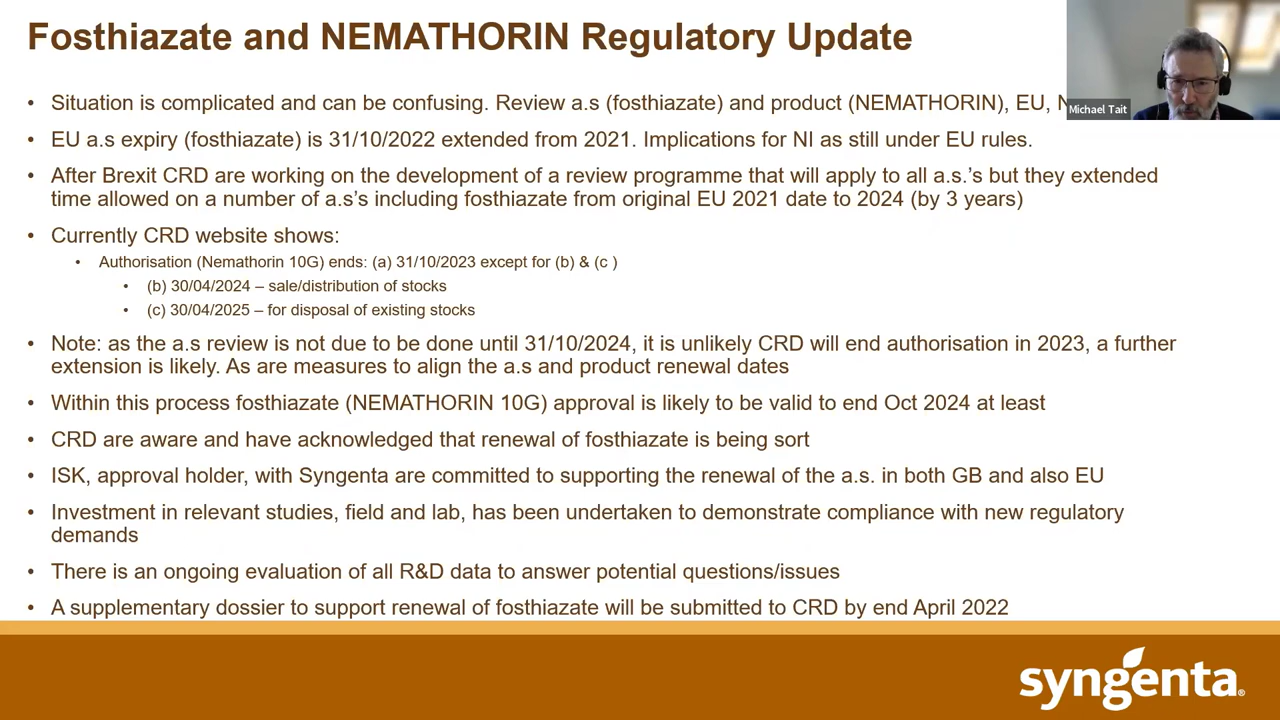 Fosthiazate and NEMATHORIN Regulatory Update
• Situation is complicated and can be confusing. Review a.s (fosthiazate) and product (NEMATHORIN), EU,
Michael Tait
• EU a.s expiry (fosthiazate) is 31/10/2022 extended from 2021. Implications for NI as still under EU rules.
• After Brexit CRD are working on the development of a review programme that will apply to all a.s.'s but they extended
time allowed on a number of a.s's including fosthiazate from original EU 2021 date to 2024 (by 3 years)
• Currently CRD website shows:
• Authorisation (Nemathorin 10G) ends: (a) 31/10/2023 except for (b) & (c )
• (b) 30/04/2024 – sale/distribution of stocks
• (c) 30/04/2025 – for disposal of existing stocks
• Note: as the a.s review is not due to be done until 31/10/2024, it is unlikely CRD will end authorisation in 2023, a further
extension is likely. As are measures to align the a.s and product renewal dates
• Within this process fosthiazate (NEMATHORIN 10G) approval is likely to be valid to end Oct 2024 at least
• CRD are aware and have acknowledged that renewal of fosthiazate is being sort
• ISK, approval holder, with Syngenta are committed to supporting the renewal of the a.s. in both GB and also EU
• Investment in relevant studies, field and lab, has been undertaken to demonstrate compliance with new regulatory
demands
• There is an ongoing evaluation of all R&D data to answer potential questions/issues
• A supplementary dossier to support renewal of fosthiazate will be submitted to CRD by end April 2022
syngenta®